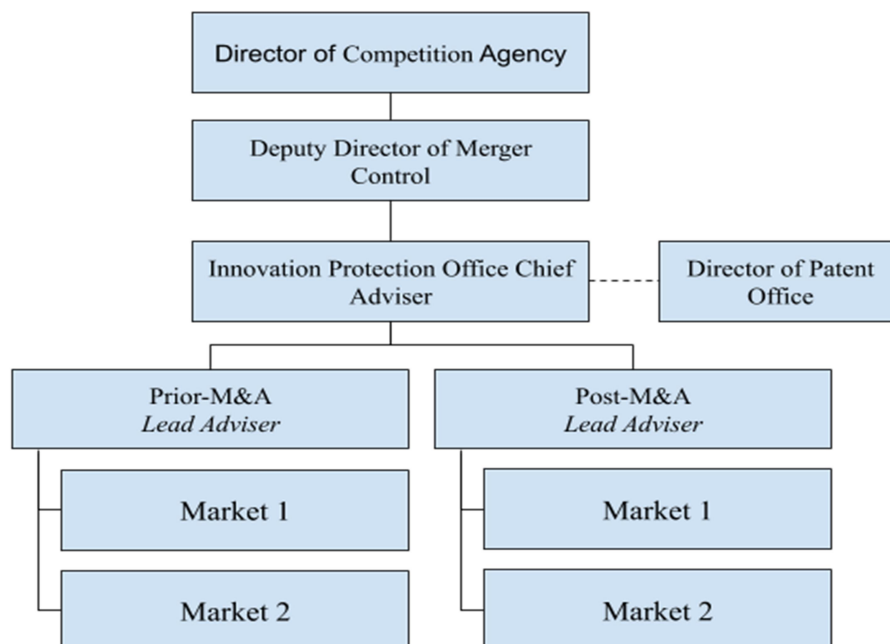 Director of Competition Agency
Deputy Director of Merger
Control
Innovation Protection Office Chief
Adviser
Director of Patent
Office
Prior-M&A
Lead Adviser
Post-M&A
Lead Adviser
Market 1
Market 1
Market 2
Market 2